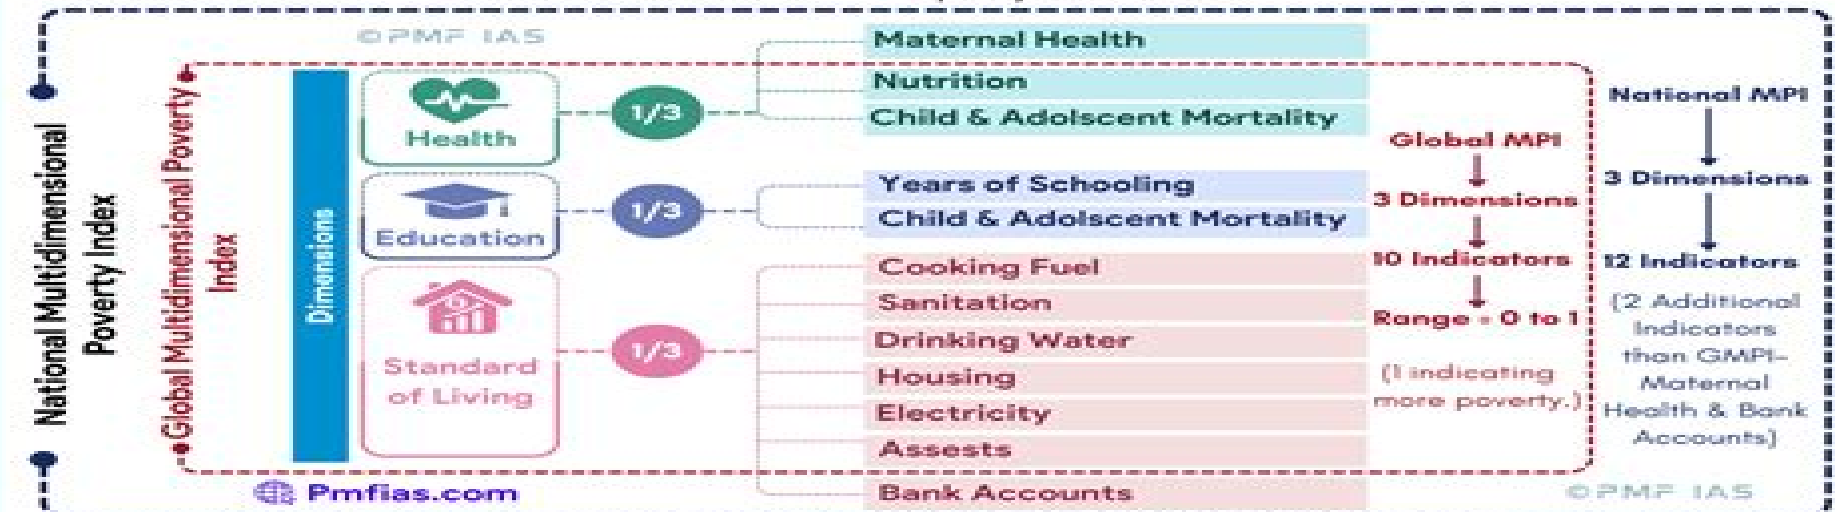 National Multidimensional
Poverty Index
Global Multidimensional Poverty
Index
Dimensions
©PMF IAS
Health
1/3
Maternal Health
Nutrition
Child & Adolscent Mortality
Education
1/3
Years of Schooling
Child & Adolscent Mortality
Standard
of Living
1/3
Cooking Fuel
Sanitation
Drinking Water
Housing
Electricity
Assests
Bank Accounts
Global MPI
3 Dimensions
10 Indicators
Range - 0 to 1
(1 indicating
more poverty.)
National MPI
3 Dimensions
12 Indicators
(2 Additional
Indicators
than GMPI-
Maternal
Health & Bank
Accounts)
Pmfias.com
©PMF IAS